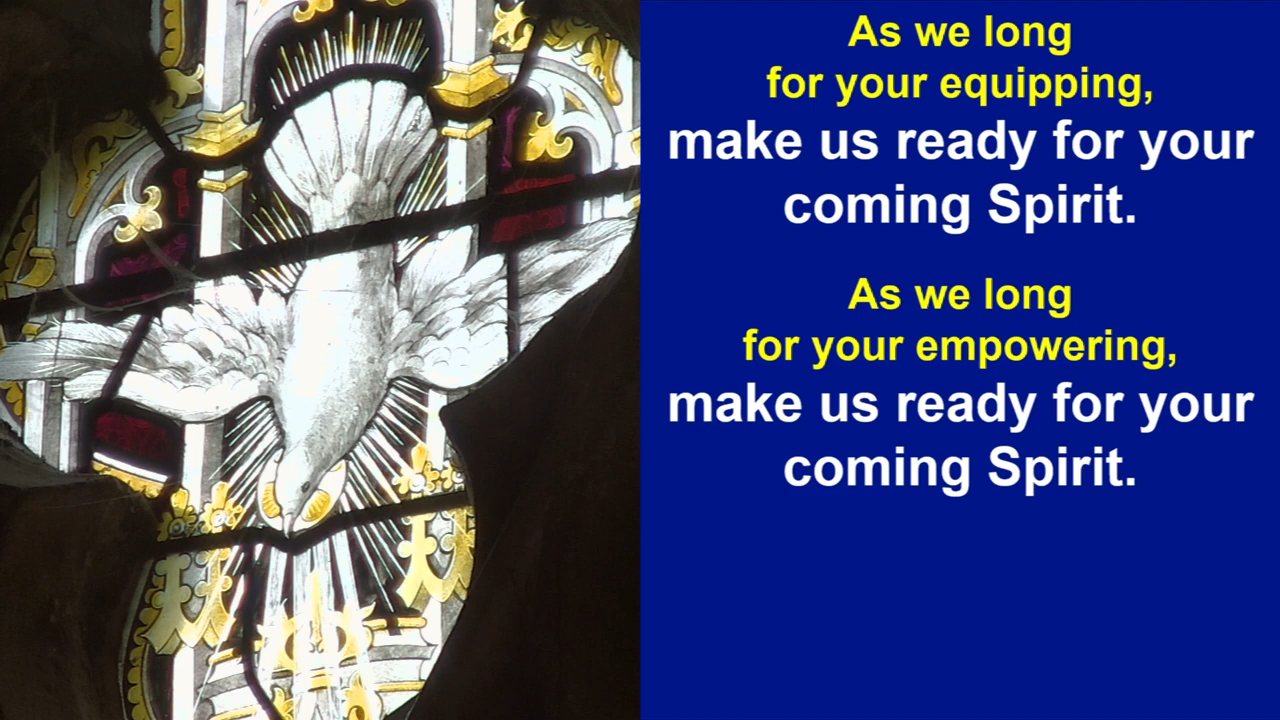 As we long
for your equipping,
make us ready for your
coming Spirit.
As we long
for your empowering,
make us ready for your
coming Spirit.